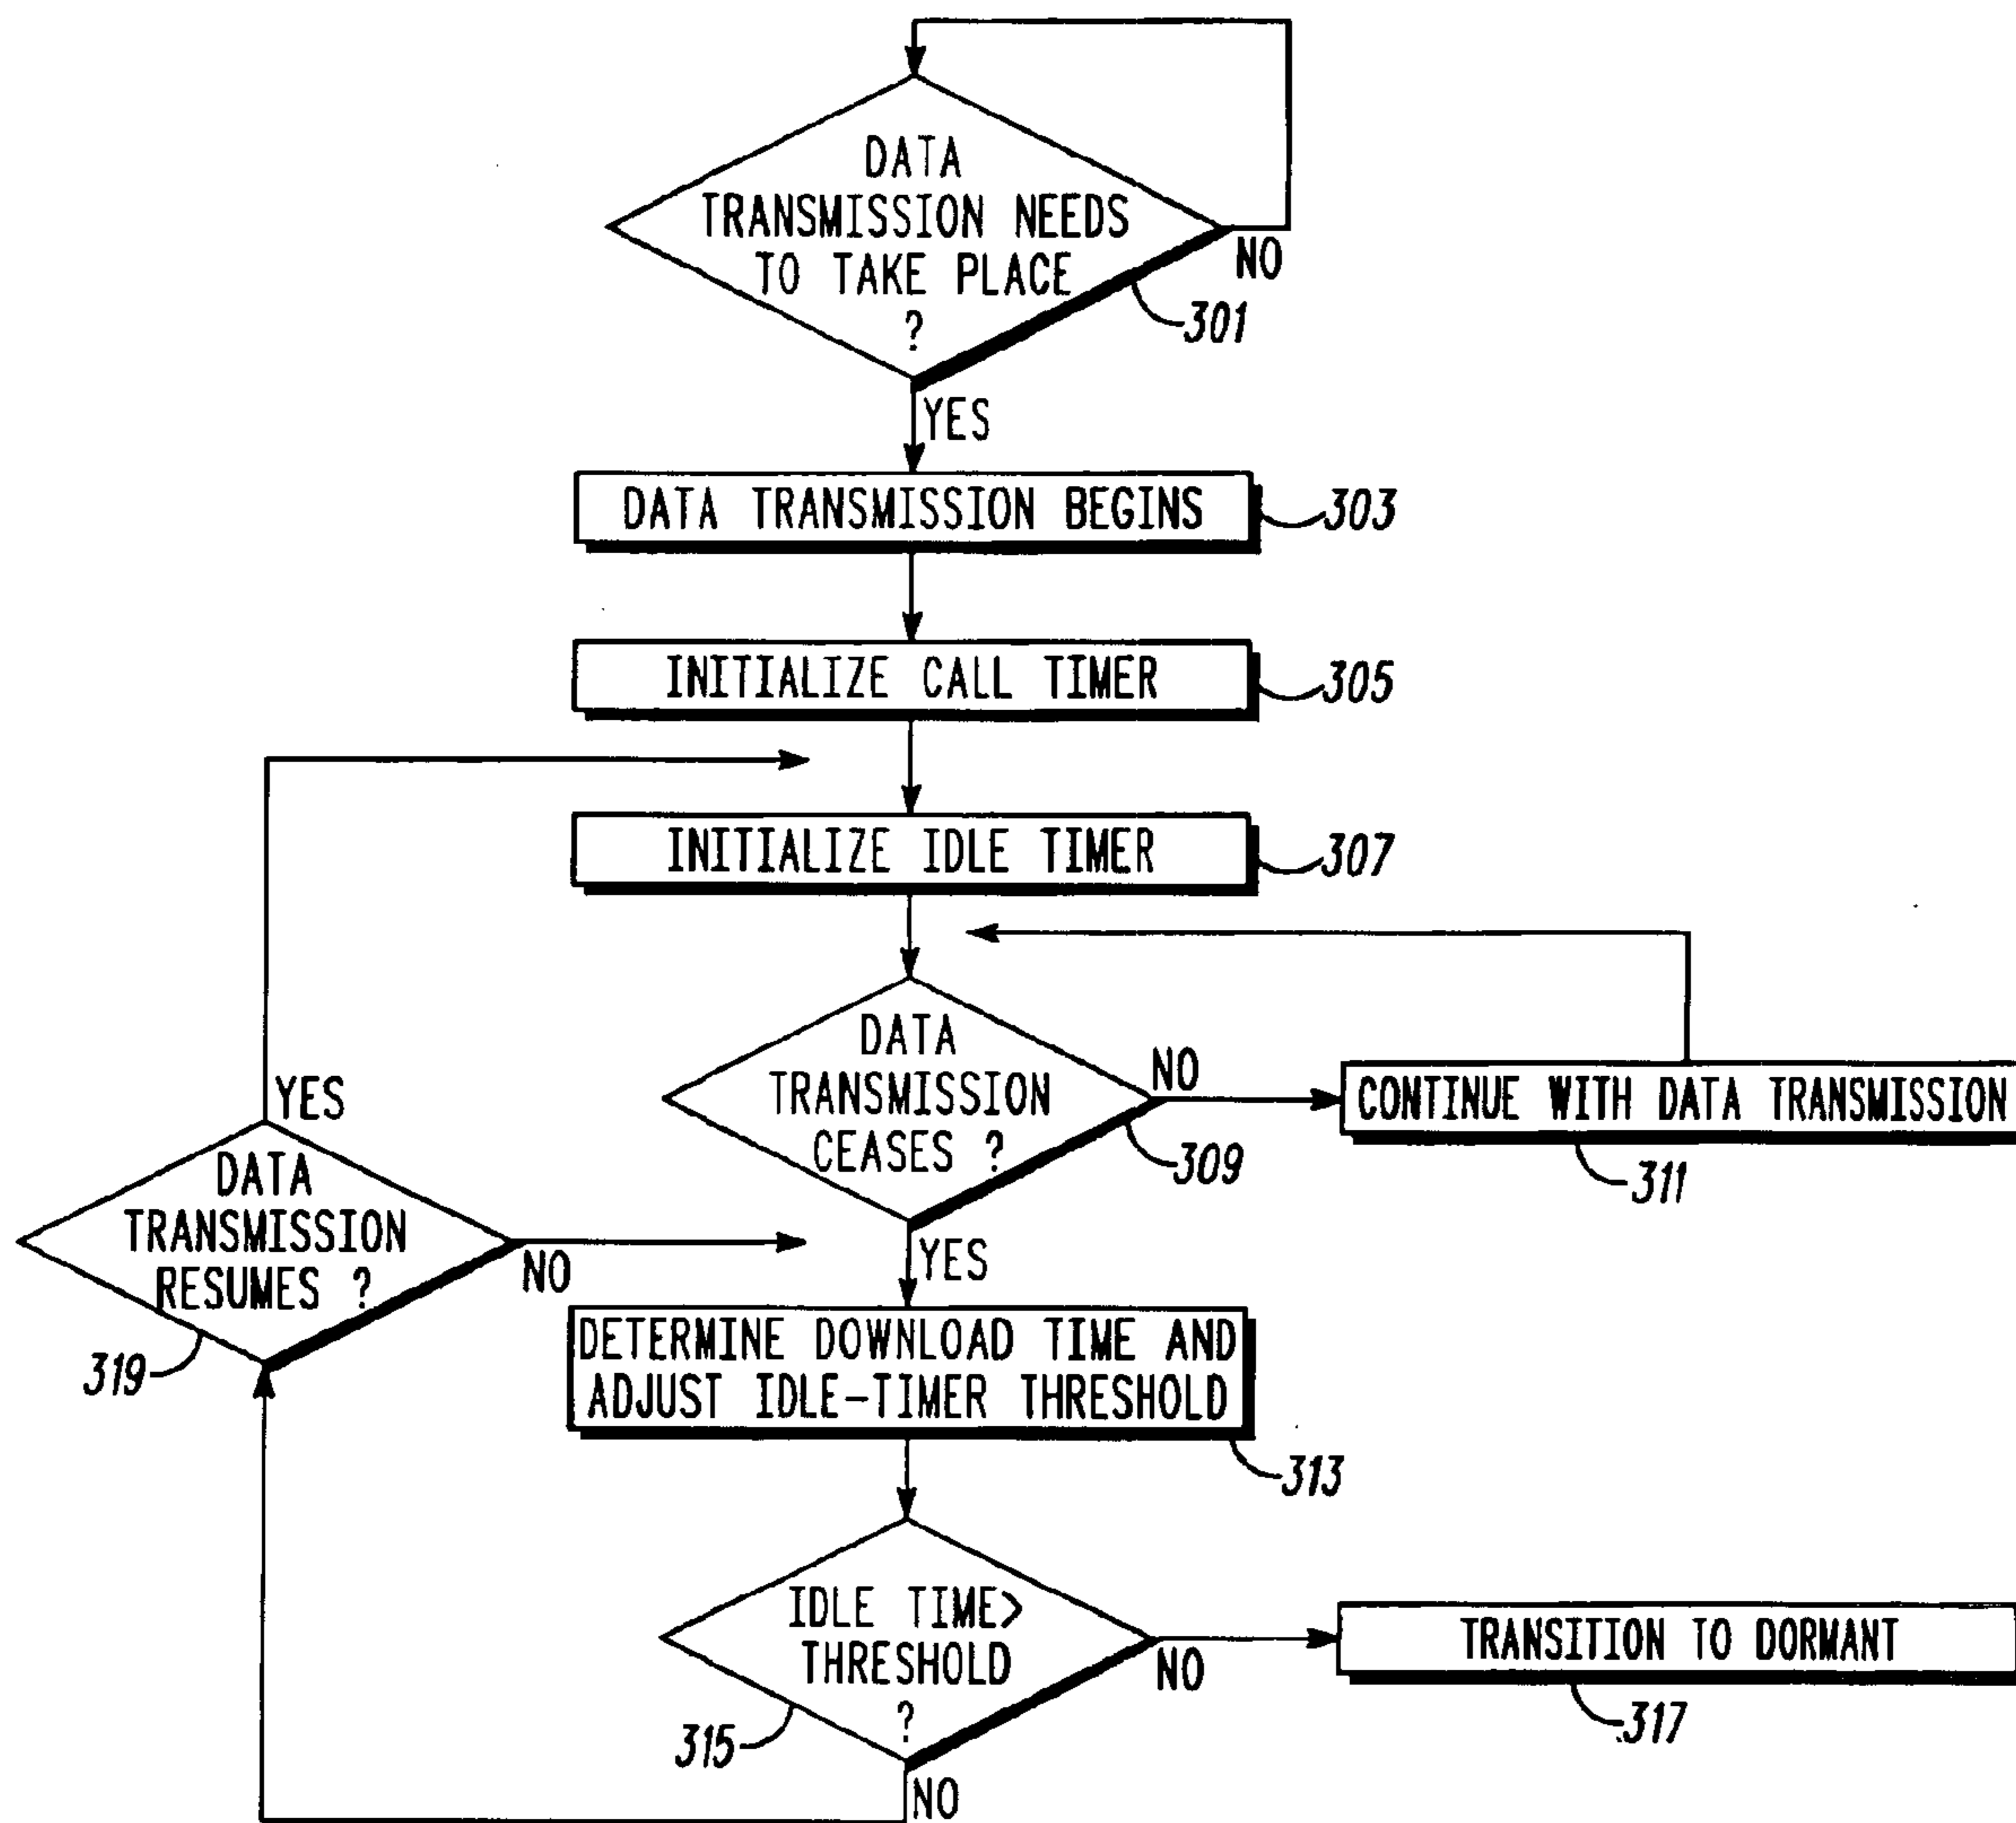 DATA
TRANSMISSION NEEDS
TO TAKE PLACE
?
NO
301
YES
DATA TRANSMISSION BEGINS
303
INITIALIZE CALL TIMER
305
INITIALIZE IDLE TIMER
307
DATA
TRANSMISSION
CEASES ?
NO
309
CONTINUE WITH DATA TRANSMISSION
311
YES
YES
DATA
TRANSMISSION
RESUMES ?
NO
319
DETERMINE DOWNLOAD TIME AND
ADJUST IDLE-TIMER THRESHOLD
313
IDLE TIME>
THRESHOLD
?
315
NO
TRANSITION TO DORMANT
317
NO